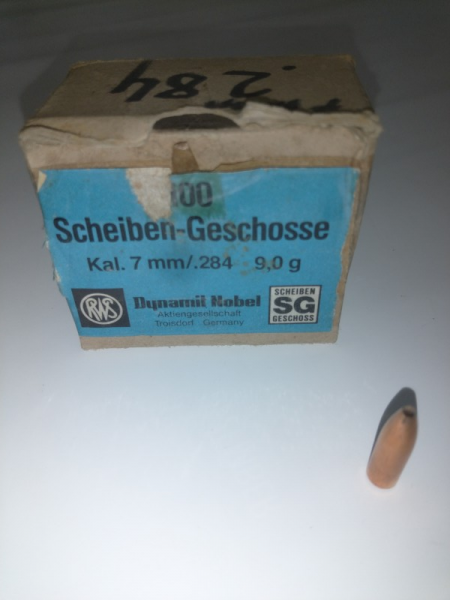 .284
100
Scheiben-Geschosse
Kal. 7 mm/.284 9,0 g
RWS
Dynamit Nobel
Aktiengesellschaft
Troisdorf Germany
SCHEIBEN
SG
GESCHOSS